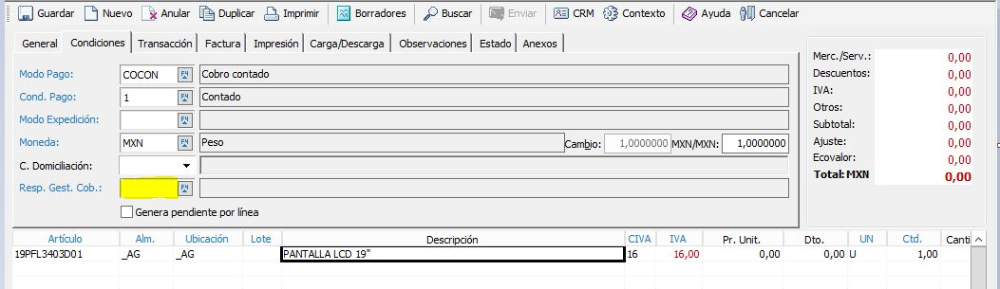 Guardar Nuevo Anular Duplicar Imprimir Borradores Buscar Enviar CRM Contexto Ayuda Cancelar
General Condiciones Transacción Factura Impresión Carga/Descarga Observaciones Estado Anexos
Modo Pago: COCON F4 Cobro contado
Cond. Pago: 1 F4 Contado
Modo Expedición: F4
Moneda: MXN F4 Peso Cambio: 1,0000000 MXN/MXN: 1,0000000
C. Domiciliación:
Resp. Gest. Cob.: F4
Genera pendiente por línea
Merc./Serv.: 0,00
Descuentos: 0,00
IVA: 0,00
Otros: 0,00
Subtotal: 0,00
Ajuste: 0,00
Ecovalor: 0,00
Total: MXN 0,00
Artículo Alm. Ubicación Lote Descripción CIVA IVA Pr. Unit. Dto. UN Ctd. Canti
19PFL3403D01 _AG _AG PANTALLA LCD 19" 16 16,00 0,00 0,00 U 1,00